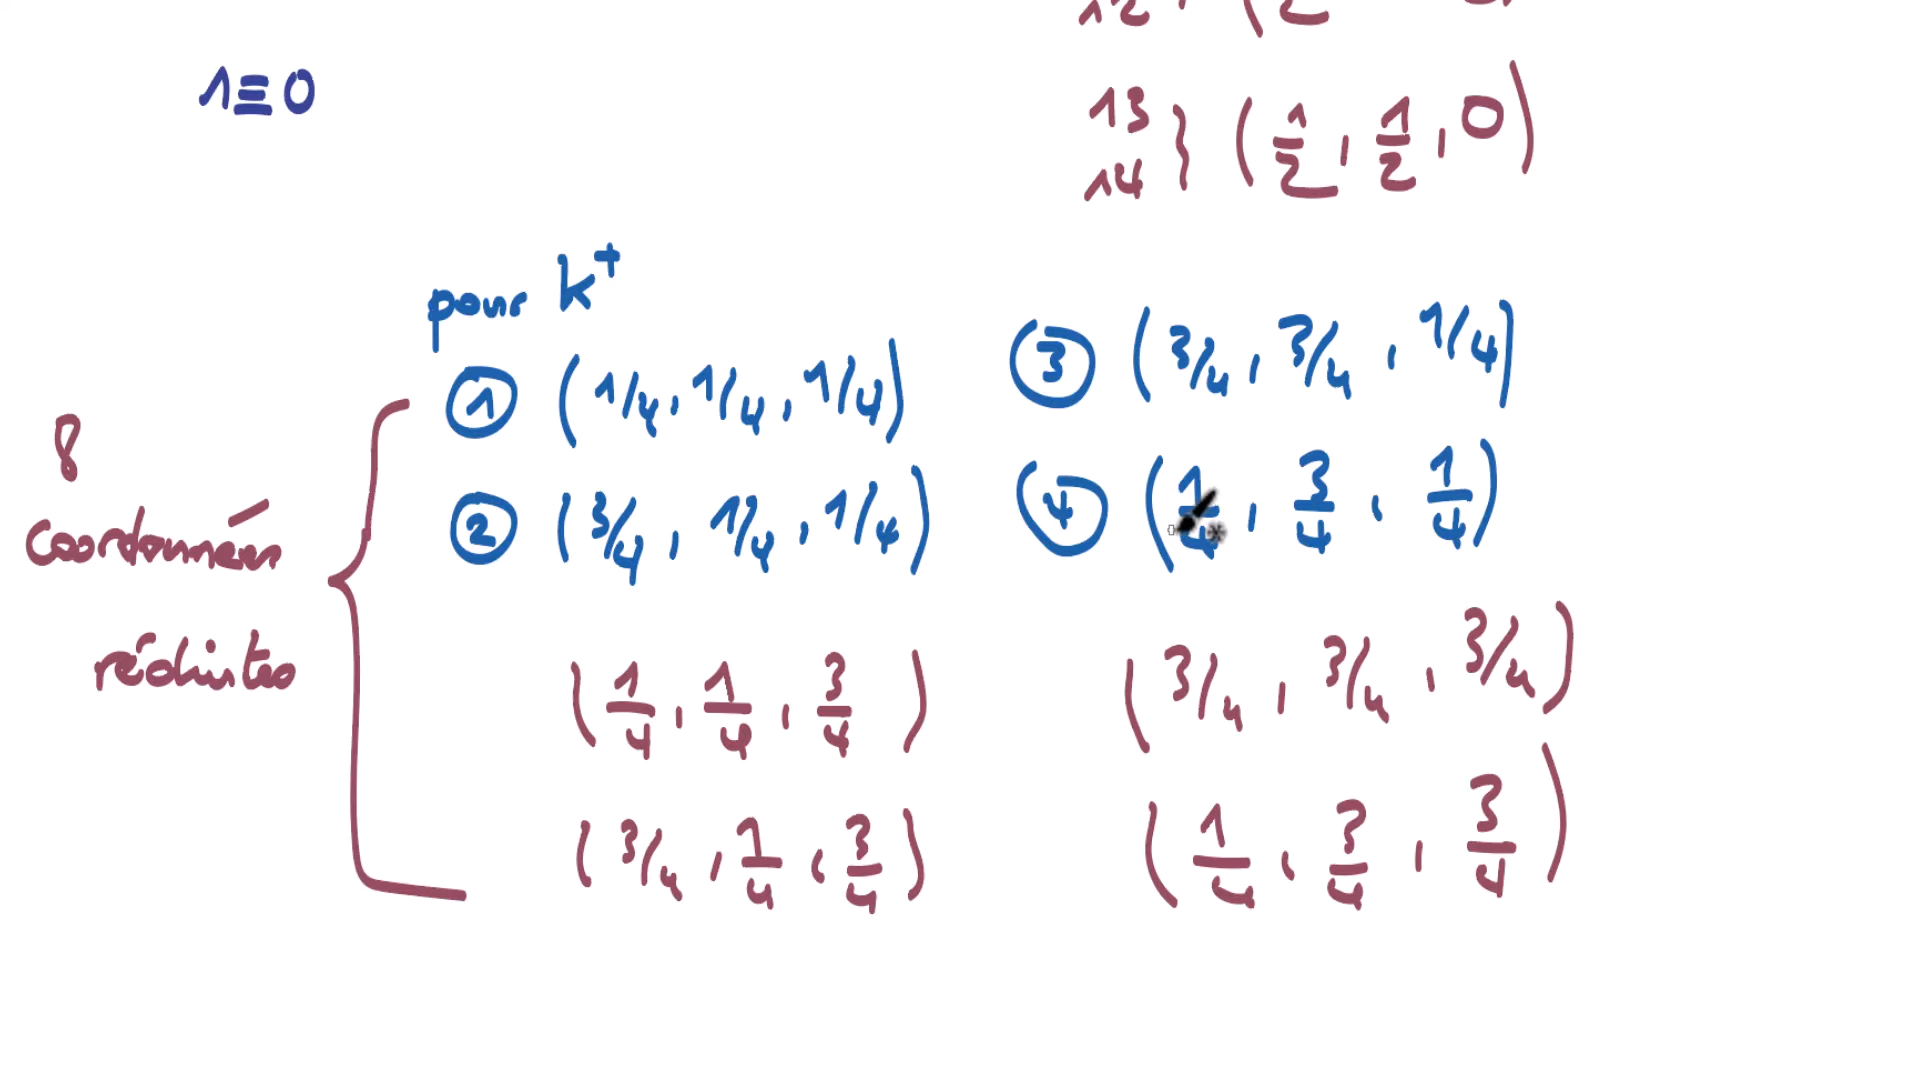 1≡0
13
14 } (1/2, 1/2, 0)
pour K⁺
① (1/4, 1/4, 1/4)
② (3/4, 1/4, 1/4)
③ (3/4, 3/4, 1/4)
④ (1/4, 3/4, 1/4)
8
coordonnées
réduites
(1/4, 1/4, 3/4)
(3/4, 1/4, 3/4)
(3/4, 3/4, 3/4)
(1/4, 3/4, 3/4)